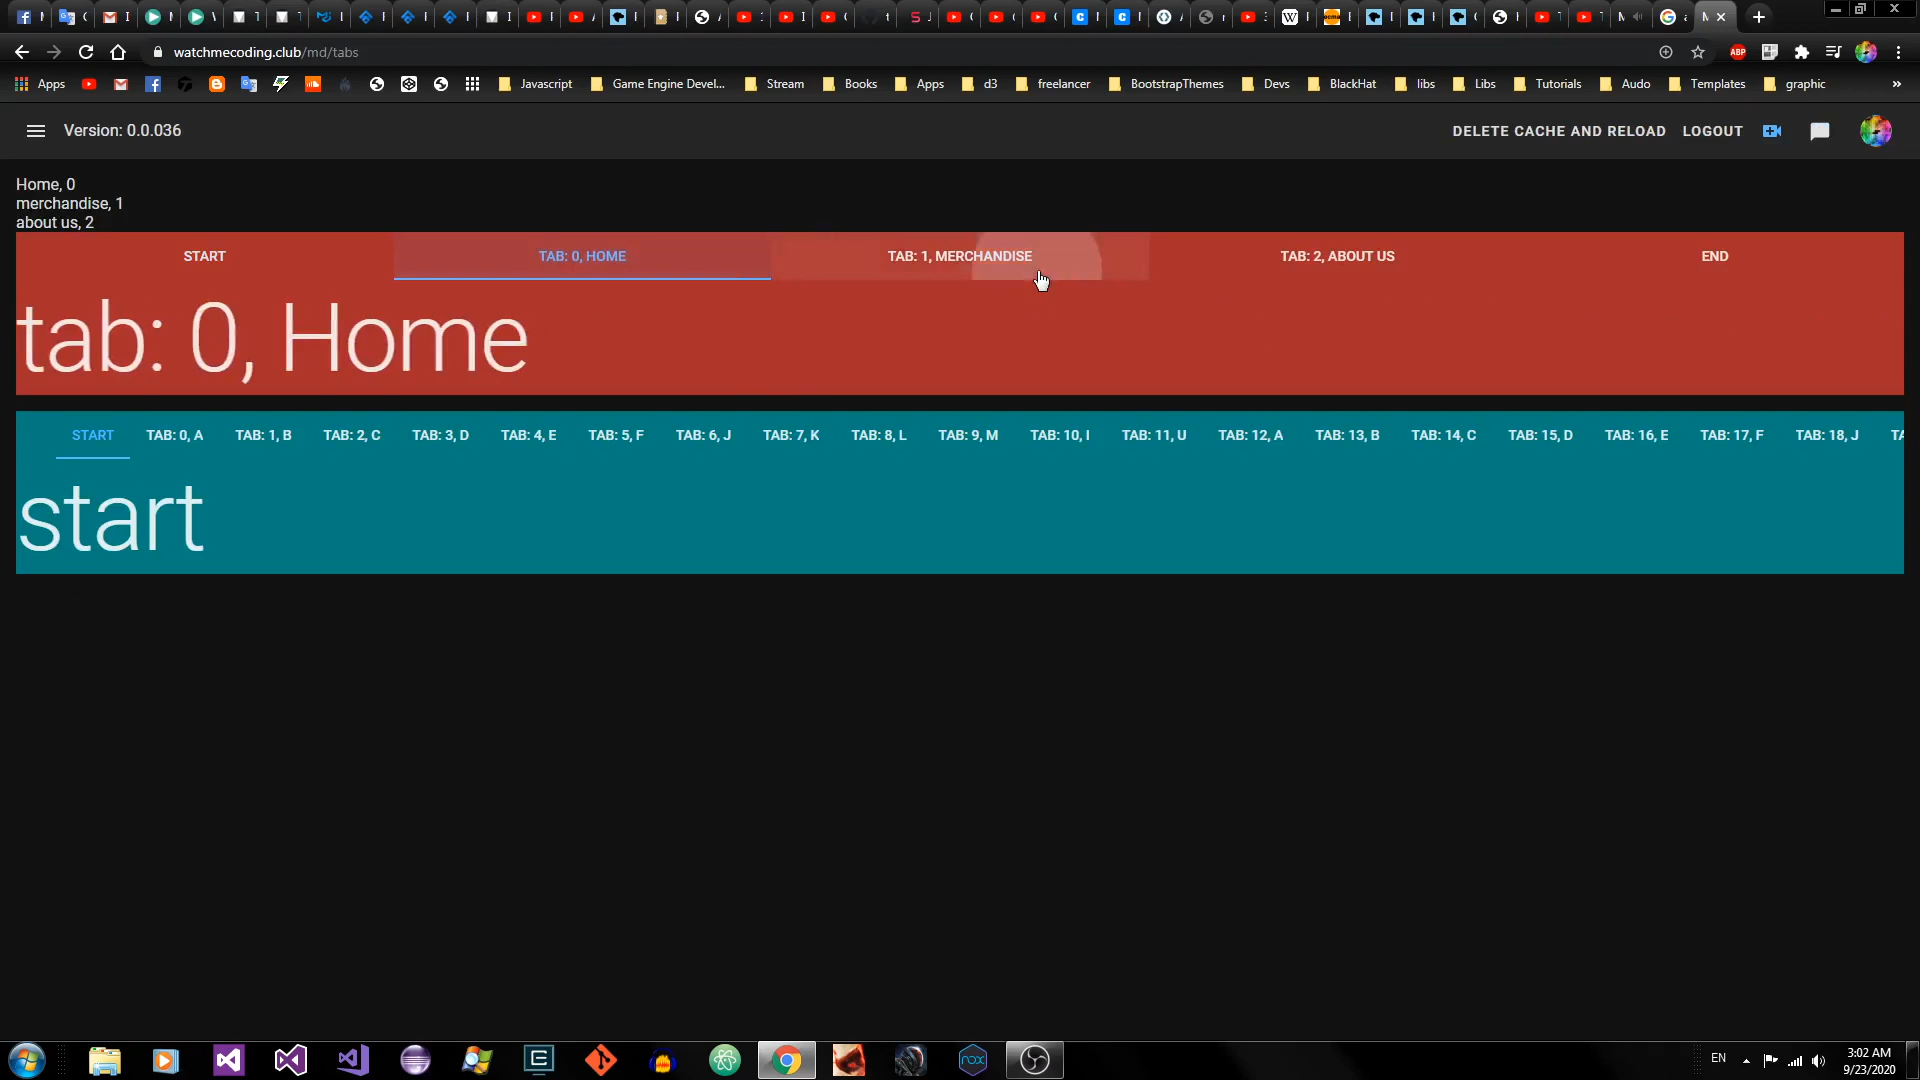 watchmecoding.club/md/tabs
ABP
Apps
Javascript
Game Engine Devel...
Stream
Books
Apps
d3
freelancer
BootstrapThemes
Devs
BlackHat
libs
Libs
Tutorials
Audo
Templates
graphic
»
Version: 0.0.036
DELETE CACHE AND RELOAD
LOGOUT
Home, 0
merchandise, 1
about us, 2
START
TAB: 0, HOME
TAB: 1, MERCHANDISE
TAB: 2, ABOUT US
END
tab: 0, Home
START
TAB: 0, A
TAB: 1, B
TAB: 2, C
TAB: 3, D
TAB: 4, E
TAB: 5, F
TAB: 6, J
TAB: 7, K
TAB: 8, L
TAB: 9, M
TAB: 10, I
TAB: 11, U
TAB: 12, A
TAB: 13, B
TAB: 14, C
TAB: 15, D
TAB: 16, E
TAB: 17, F
TAB: 18, J
start
nox
EN
3:02 AM
9/23/2020